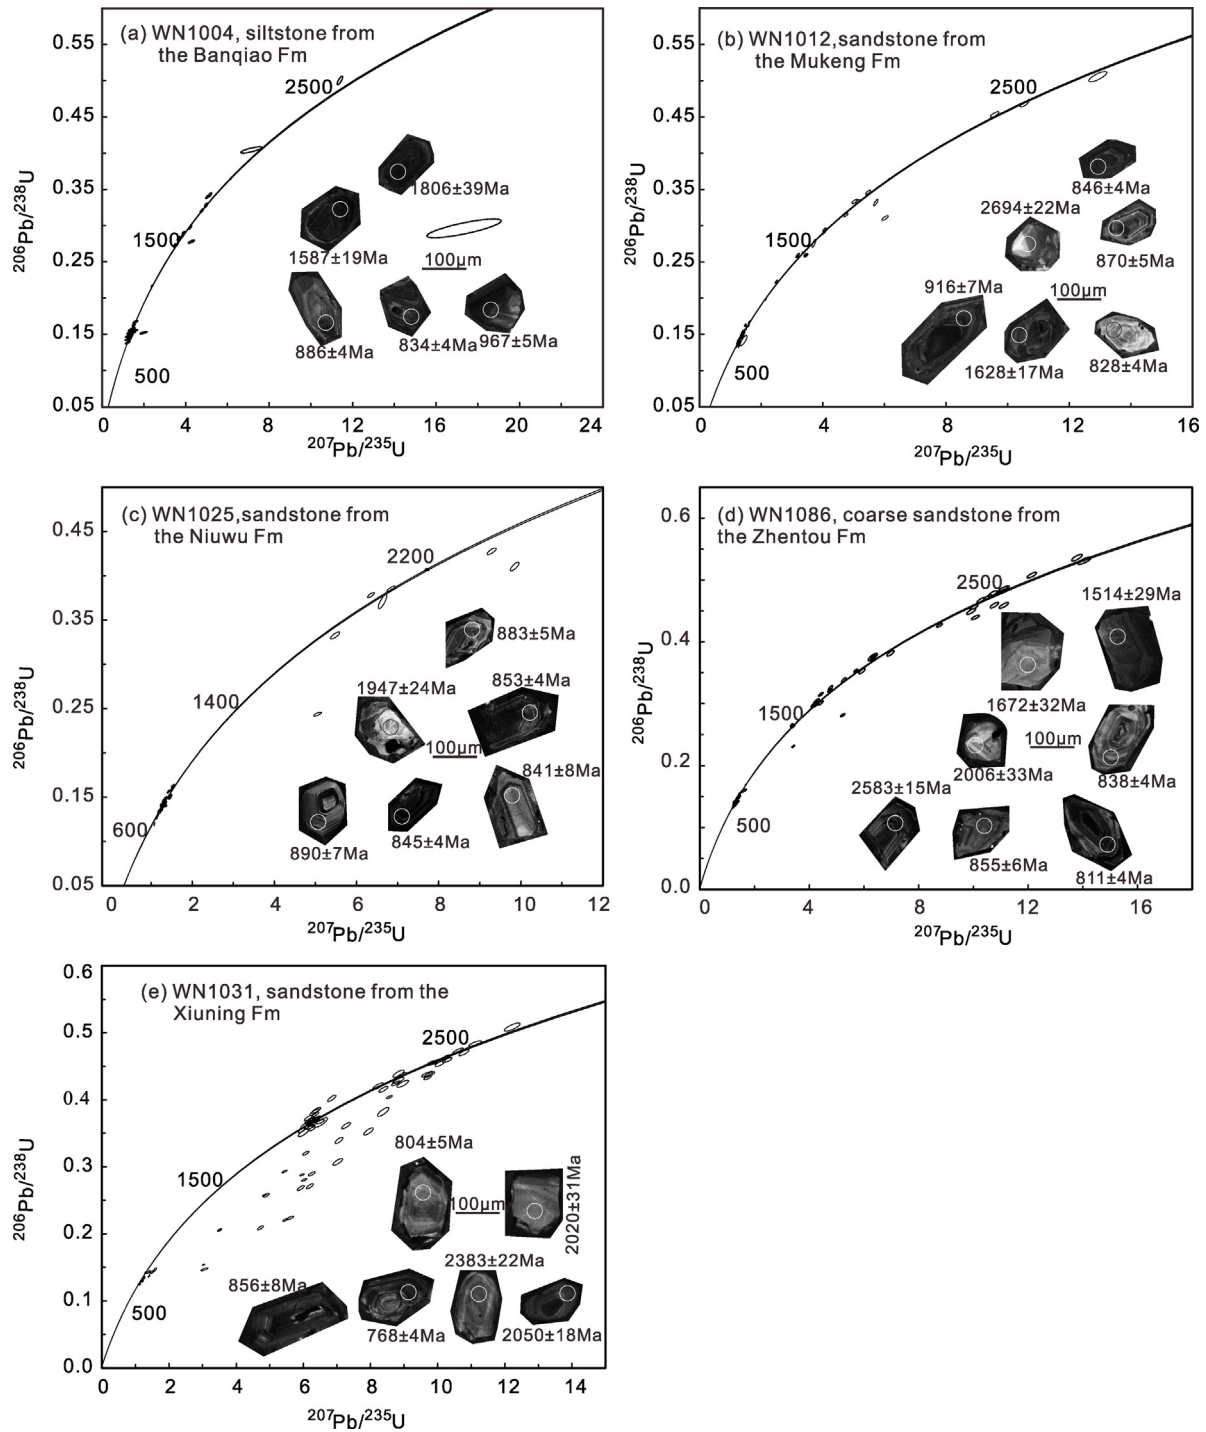 (a) WN1004, siltstone from
the Banqiao Fm
0.55
0.45
0.35
0.25
0.15
0.05
206Pb/238U
2500
1500
500
1806±39Ma
1587±19Ma
100μm
886±4Ma
834±4Ma
967±5Ma
0 4 8 12 16 20 24
207Pb/235U
(b) WN1012,sandstone from
the Mukeng Fm
0.55
0.45
0.35
0.25
0.15
0.05
206Pb/238U
2500
1500
500
846±4Ma
2694±22Ma
870±5Ma
916±7Ma
100μm
1628±17Ma
828±4Ma
0 4 8 12 16
207Pb/235U
(c) WN1025,sandstone from
the Niuwu Fm
0.45
0.35
0.25
0.15
0.05
206Pb/238U
2200
1400
600
883±5Ma
1947±24Ma
853±4Ma
100μm
841±8Ma
890±7Ma
845±4Ma
0 2 4 6 8 10 12
207Pb/235U
(d) WN1086, coarse sandstone from
the Zhentou Fm
0.6
0.4
0.2
0.0
206Pb/238U
2500
1500
500
1514±29Ma
1672±32Ma
100μm
2006±33Ma
838±4Ma
2583±15Ma
855±6Ma
811±4Ma
0 4 8 12 16
207Pb/235U
(e) WN1031, sandstone from the
Xiuning Fm
0.6
0.5
0.4
0.3
0.2
0.1
0.0
206Pb/238U
2500
1500
500
804±5Ma
100μm
2020±31Ma
2383±22Ma
856±8Ma
768±4Ma
2050±18Ma
0 2 4 6 8 10 12 14
207Pb/235U